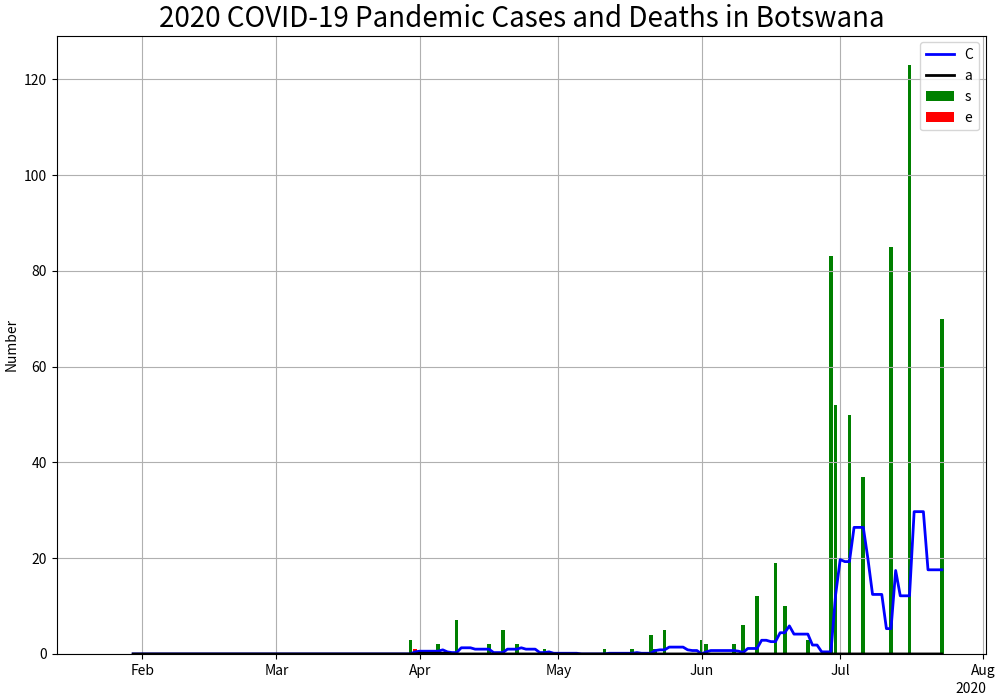 2020 COVID-19 Pandemic Cases and Deaths in Botswana
C
a
s
e
120
100
80
60
40
20
0
Number
Feb Mar Apr May Jun Jul Aug
2020